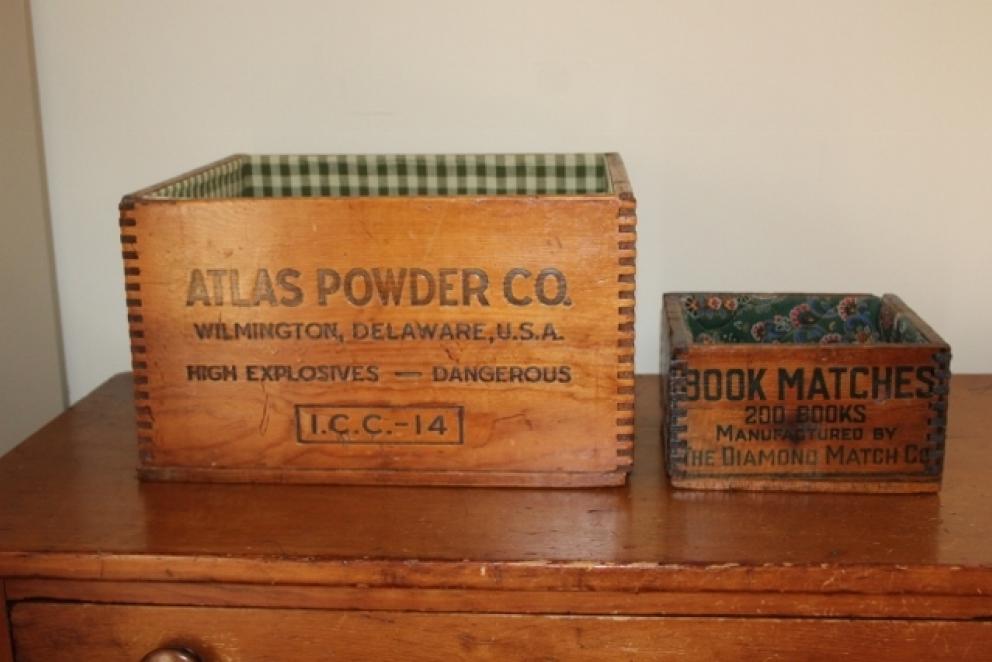 ATLAS POWDER CO.
WILMINGTON, DELAWARE, U.S.A.
HIGH EXPLOSIVES — DANGEROUS
I.C.C.-14
BOOK MATCHES
200 BOOKS
MANUFACTURED BY
THE DIAMOND MATCH CO